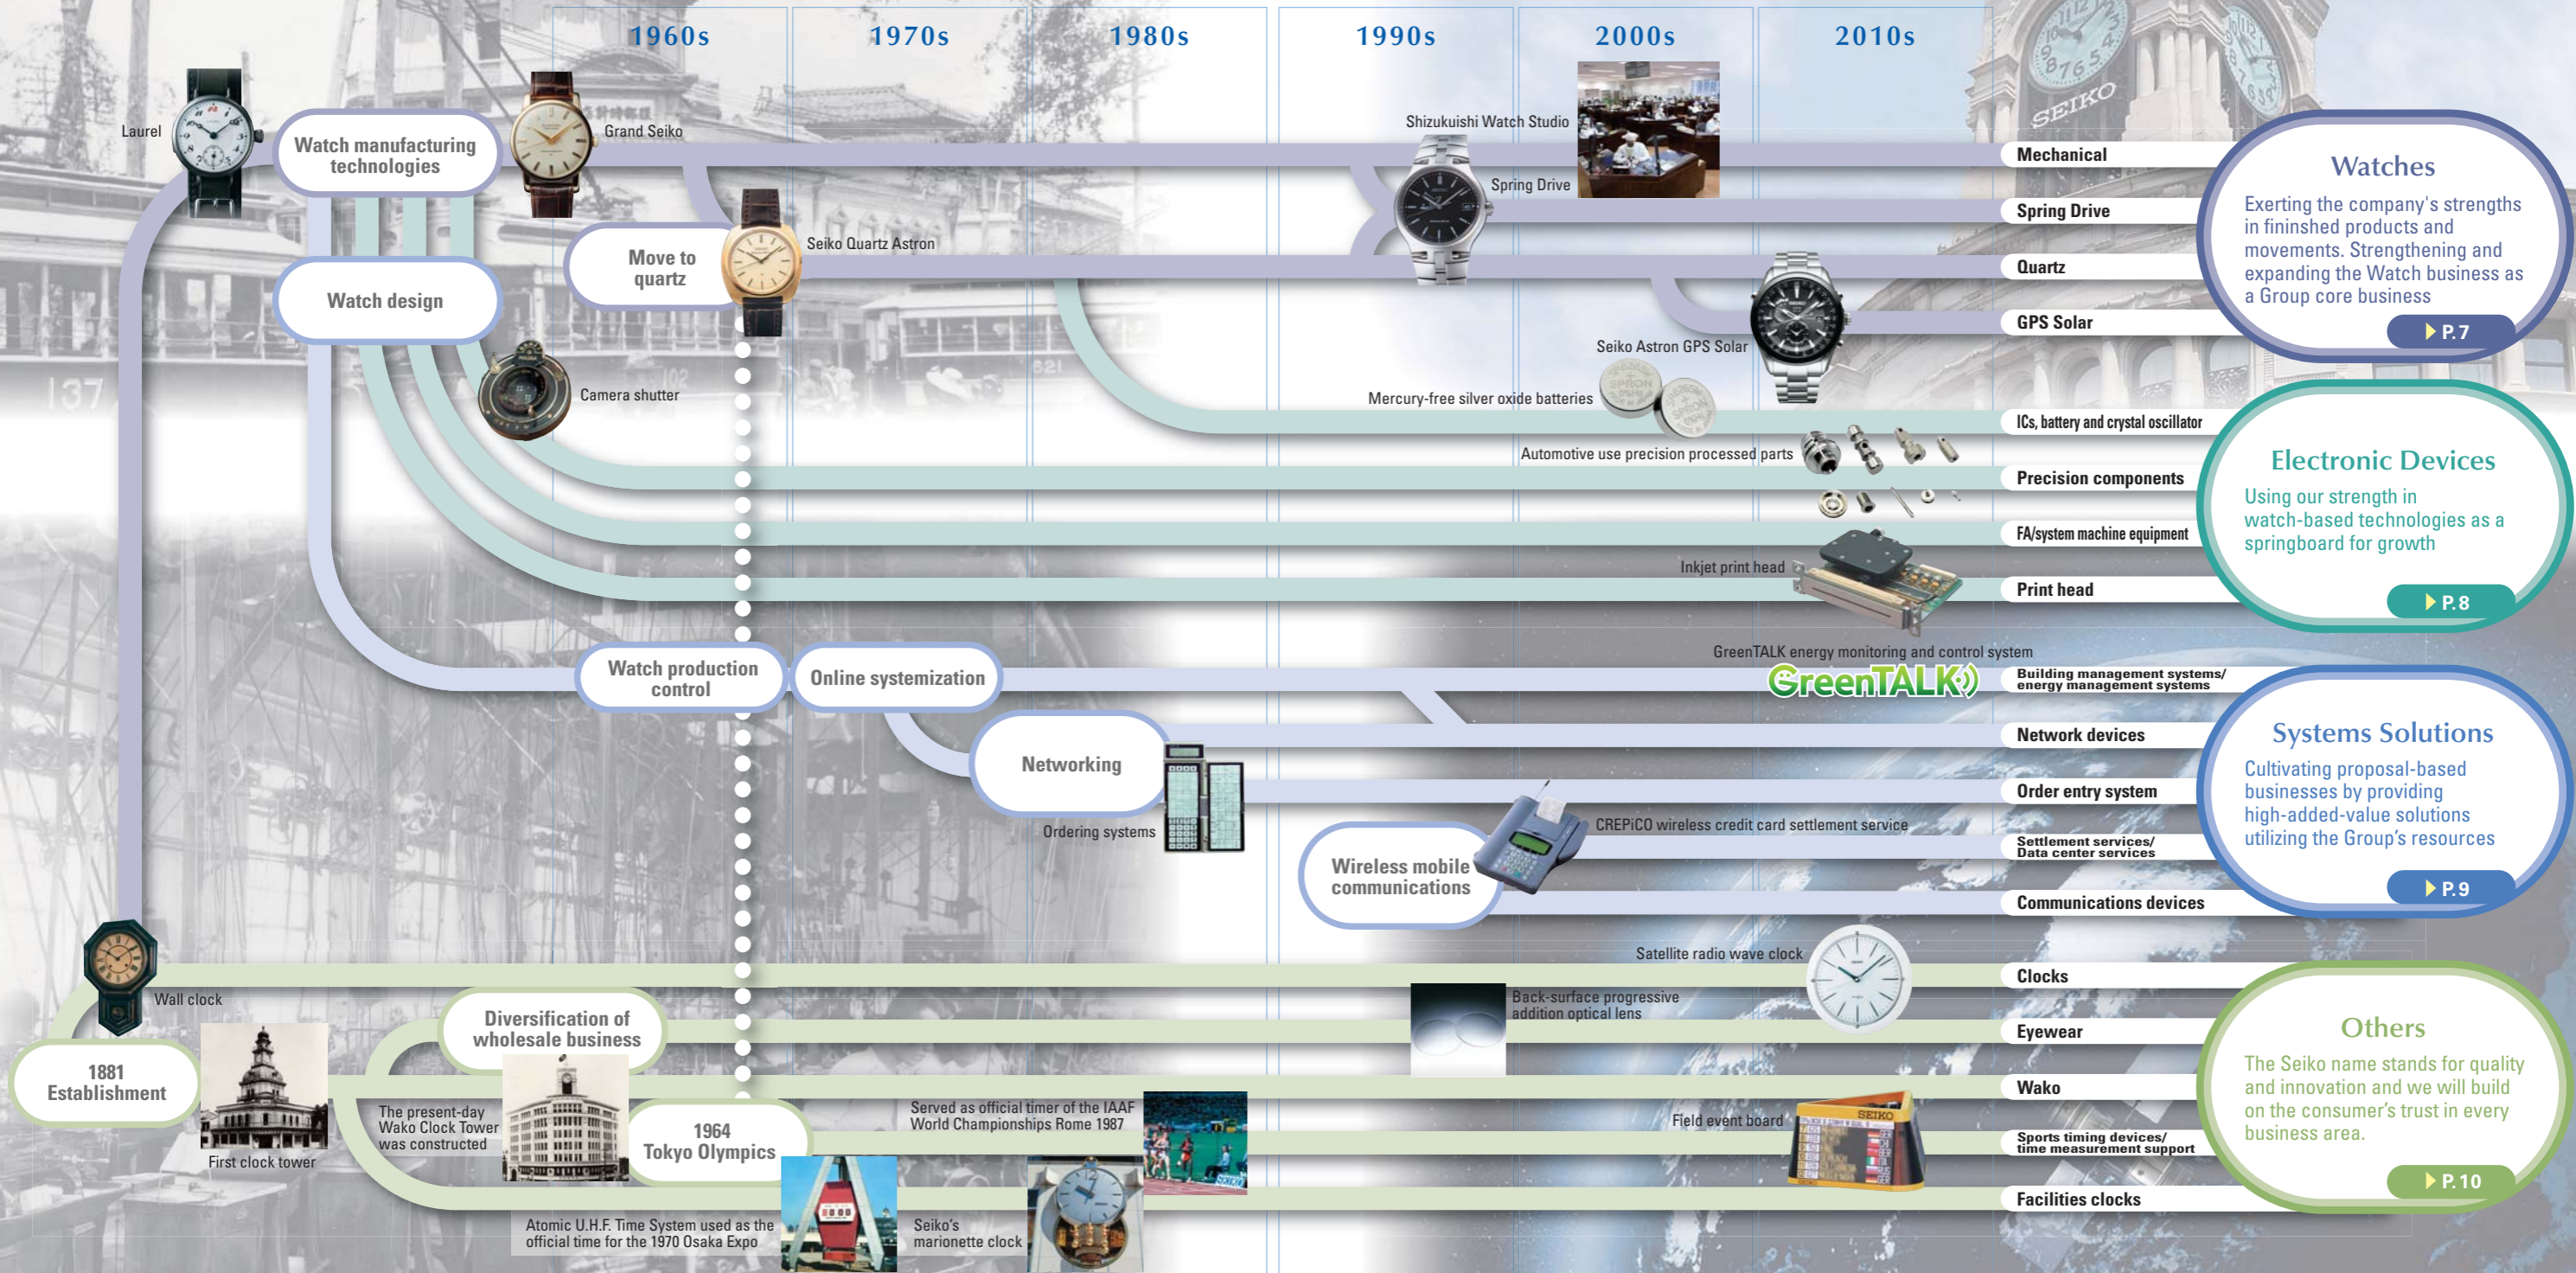 1960s
1970s
1980s
1990s
2000s
2010s
Laurel
Watch manufacturing
technologies
Grand Seiko
Shizukuishi Watch Studio
Spring Drive
Mechanical
Spring Drive
Quartz
GPS Solar
SEIKO
Watches
Exerting the company's strengths
in fininshed products and
movements. Strengthening and
expanding the Watch business as
a Group core business
P.7
Move to
quartz
Seiko Quartz Astron
Watch design
Camera shutter
137
102
621
Seiko Astron GPS Solar
Mercury-free silver oxide batteries
Automotive use precision processed parts
Inkjet print head
ICs, battery and crystal oscillator
Precision components
FA/system machine equipment
Print head
Electronic Devices
Using our strength in
watch-based technologies as a
springboard for growth
P.8
Watch production
control
Online systemization
Networking
Ordering systems
GreenTALK energy monitoring and control system
GreenTALK
Wireless mobile
communications
CREPiCO wireless credit card settlement service
Building management systems/
energy management systems
Network devices
Order entry system
Settlement services/
Data center services
Communications devices
Systems Solutions
Cultivating proposal-based
businesses by providing
high-added-value solutions
utilizing the Group's resources
P.9
Wall clock
1881
Establishment
First clock tower
Diversification of
wholesale business
The present-day
Wako Clock Tower
was constructed
1964
Tokyo Olympics
Served as official timer of the IAAF
World Championships Rome 1987
Atomic U.H.F. Time System used as the
official time for the 1970 Osaka Expo
Seiko's
marionette clock
Satellite radio wave clock
Back-surface progressive
addition optical lens
Field event board
SEIKO
Clocks
Eyewear
Wako
Sports timing devices/
time measurement support
Facilities clocks
Others
The Seiko name stands for quality
and innovation and we will build
on the consumer's trust in every
business area.
P.10